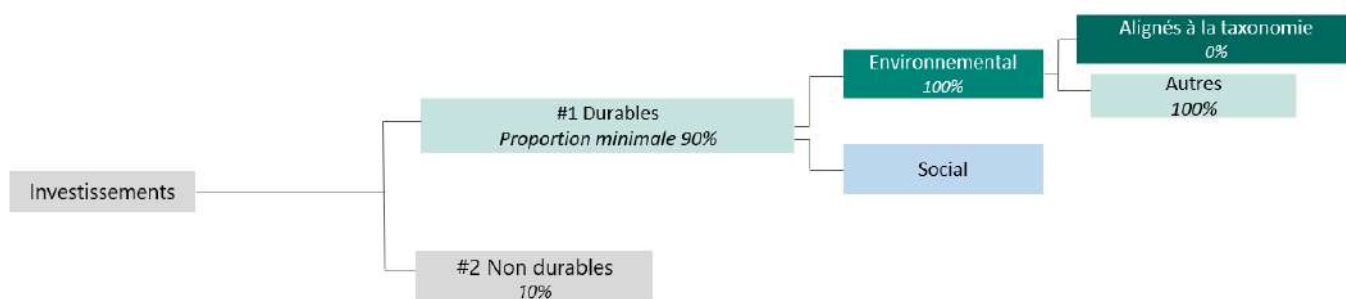 Alignés à la taxonomie
0%
Environnemental
100%
Autres
100%
#1 Durables
Proportion minimale 90%
Social
Investissements
#2 Non durables
10%